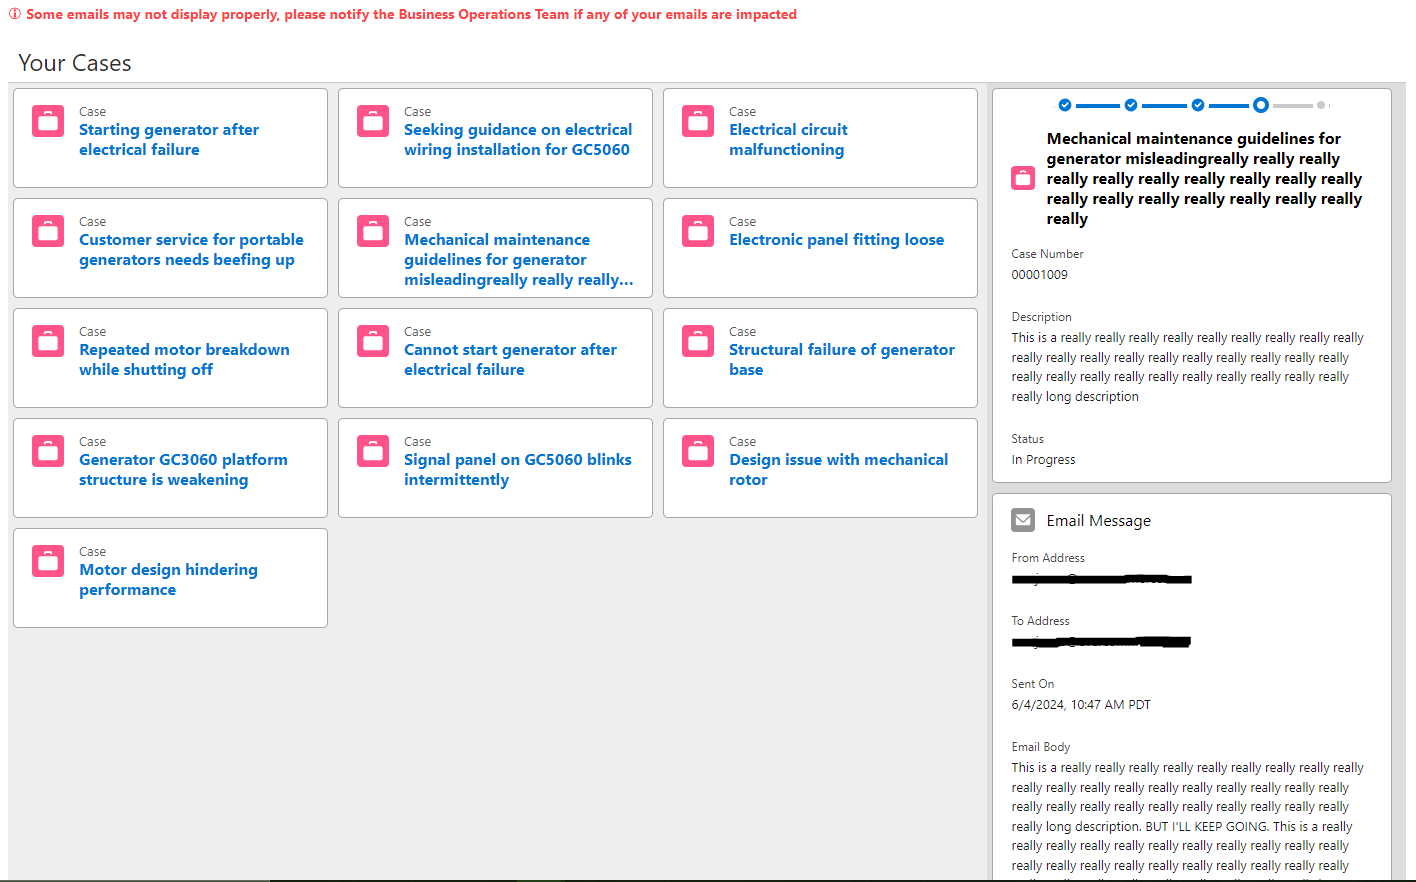 Some emails may not display properly, please notify the Business Operations Team if any of your emails are impacted
Your Cases
Case
Starting generator after
electrical failure
Case
Seeking guidance on electrical
wiring installation for GC5060
Case
Electrical circuit
malfunctioning
Case
Customer service for portable
generators needs beefing up
Case
Mechanical maintenance
guidelines for generator
misleadingreally really really...
Case
Electronic panel fitting loose
Case
Repeated motor breakdown
while shutting off
Case
Cannot start generator after
electrical failure
Case
Structural failure of generator
base
Case
Generator GC3060 platform
structure is weakening
Case
Signal panel on GC5060 blinks
intermittently
Case
Design issue with mechanical
rotor
Case
Motor design hindering
performance
Mechanical maintenance guidelines for
generator misleadingreally really really
really really really really really really really
really really really really really really really
really
Case Number
00001009
Description
This is a really really really really really really really really really
really really really really really really really really really really
really really really really really really really really really really
really long description
Status
In Progress
Email Message
From Address
To Address
Sent On
6/4/2024, 10:47 AM PDT
Email Body
This is a really really really really really really really really really
really really really really really really really really really really
really really really really really really really really really really
really long description. BUT I'LL KEEP GOING. This is a really
really really really really really really really really really really
really really really really really really really really really really